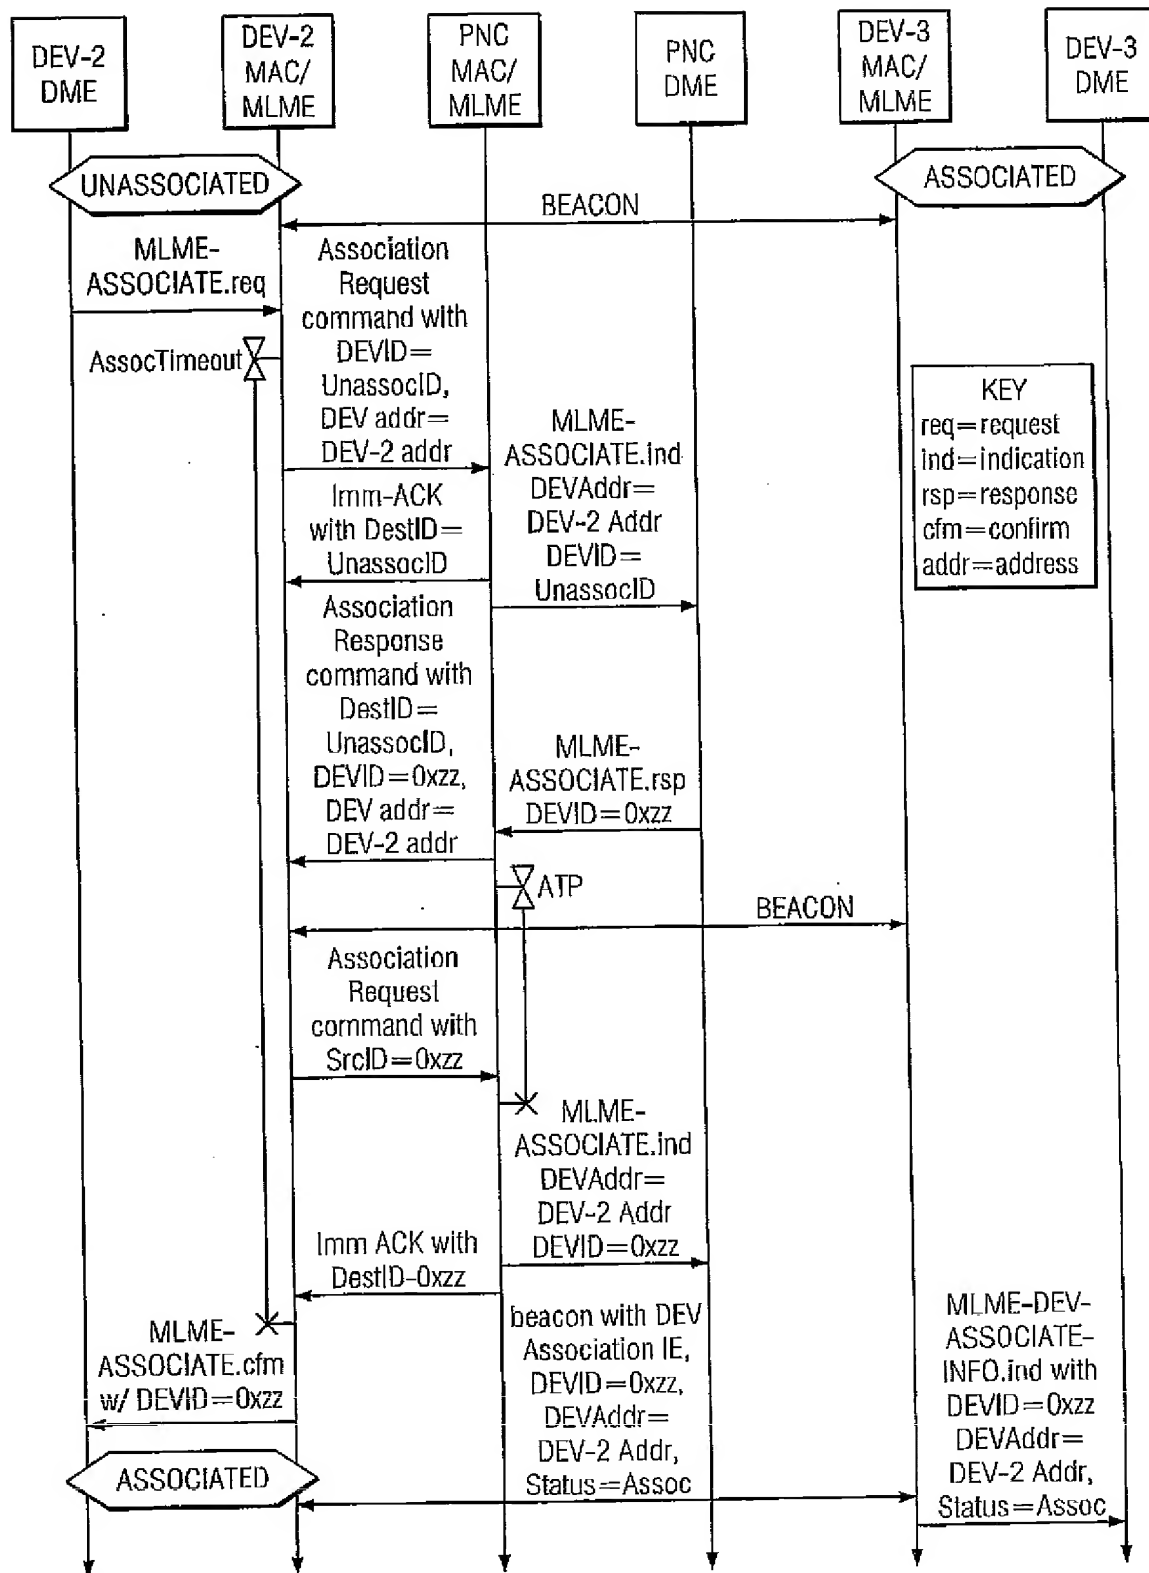 DEV-2
DME
DEV-2
MAC/
MLME
PNC
MAC/
MLME
PNC
DME
DEV-3
MAC/
MLME
DEV-3
DME
UNASSOCIATED
ASSOCIATED
BEACON
MLME-
ASSOCIATE.req
Association
Request
command with
DEVID=
UnassocID,
DEV addr=
DEV-2 addr
AssocTimeout
KEY
req=request
ind=indication
rsp=response
cfm=confirm
addr=address
MLME-
ASSOCIATE.ind
DEVAddr=
DEV-2 Addr
DEVID=
UnassocID
Imm-ACK
with DestID=
UnassocID
Association
Response
command with
DestID=
UnassocID,
DEVID=0xzz,
DEV addr=
DEV-2 addr
MLME-
ASSOCIATE.rsp
DEVID=0xzz
ATP
BEACON
Association
Request
command with
SrcID=0xzz
MLME-
ASSOCIATE.ind
DEVAddr=
DEV-2 Addr
DEVID=0xzz
Imm ACK with
DestID-0xzz
MLME-
ASSOCIATE.cfm
w/ DEVID=0xzz
beacon with DEV
Association IE,
DEVID=0xzz,
DEVAddr=
DEV-2 Addr,
Status=Assoc
MLME-DEV-
ASSOCIATE-
INFO.ind with
DEVID=0xzz
DEVAddr=
DEV-2 Addr,
Status=Assoc
ASSOCIATED